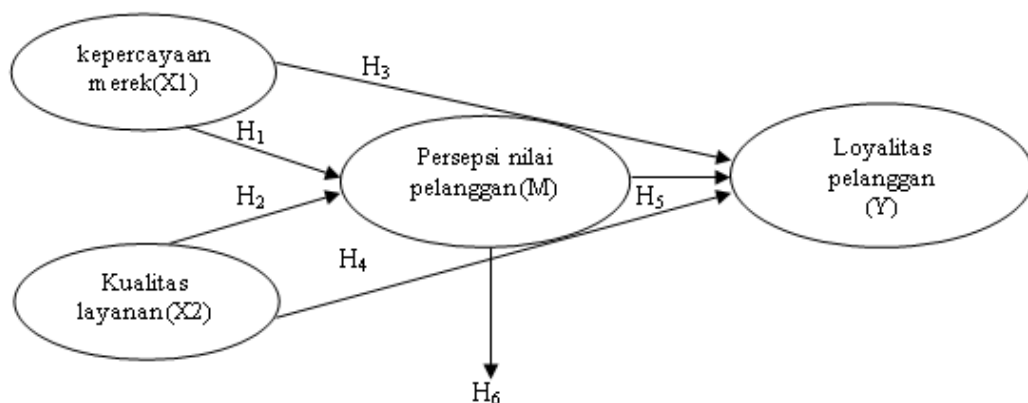 kepercayaan
merek(X1)
H3
H1
Persepsi nilai
pelanggan(M)
Loyalitas
pelanggan
(Y)
H2
H5
H4
Kualitas
layanan(X2)
H6